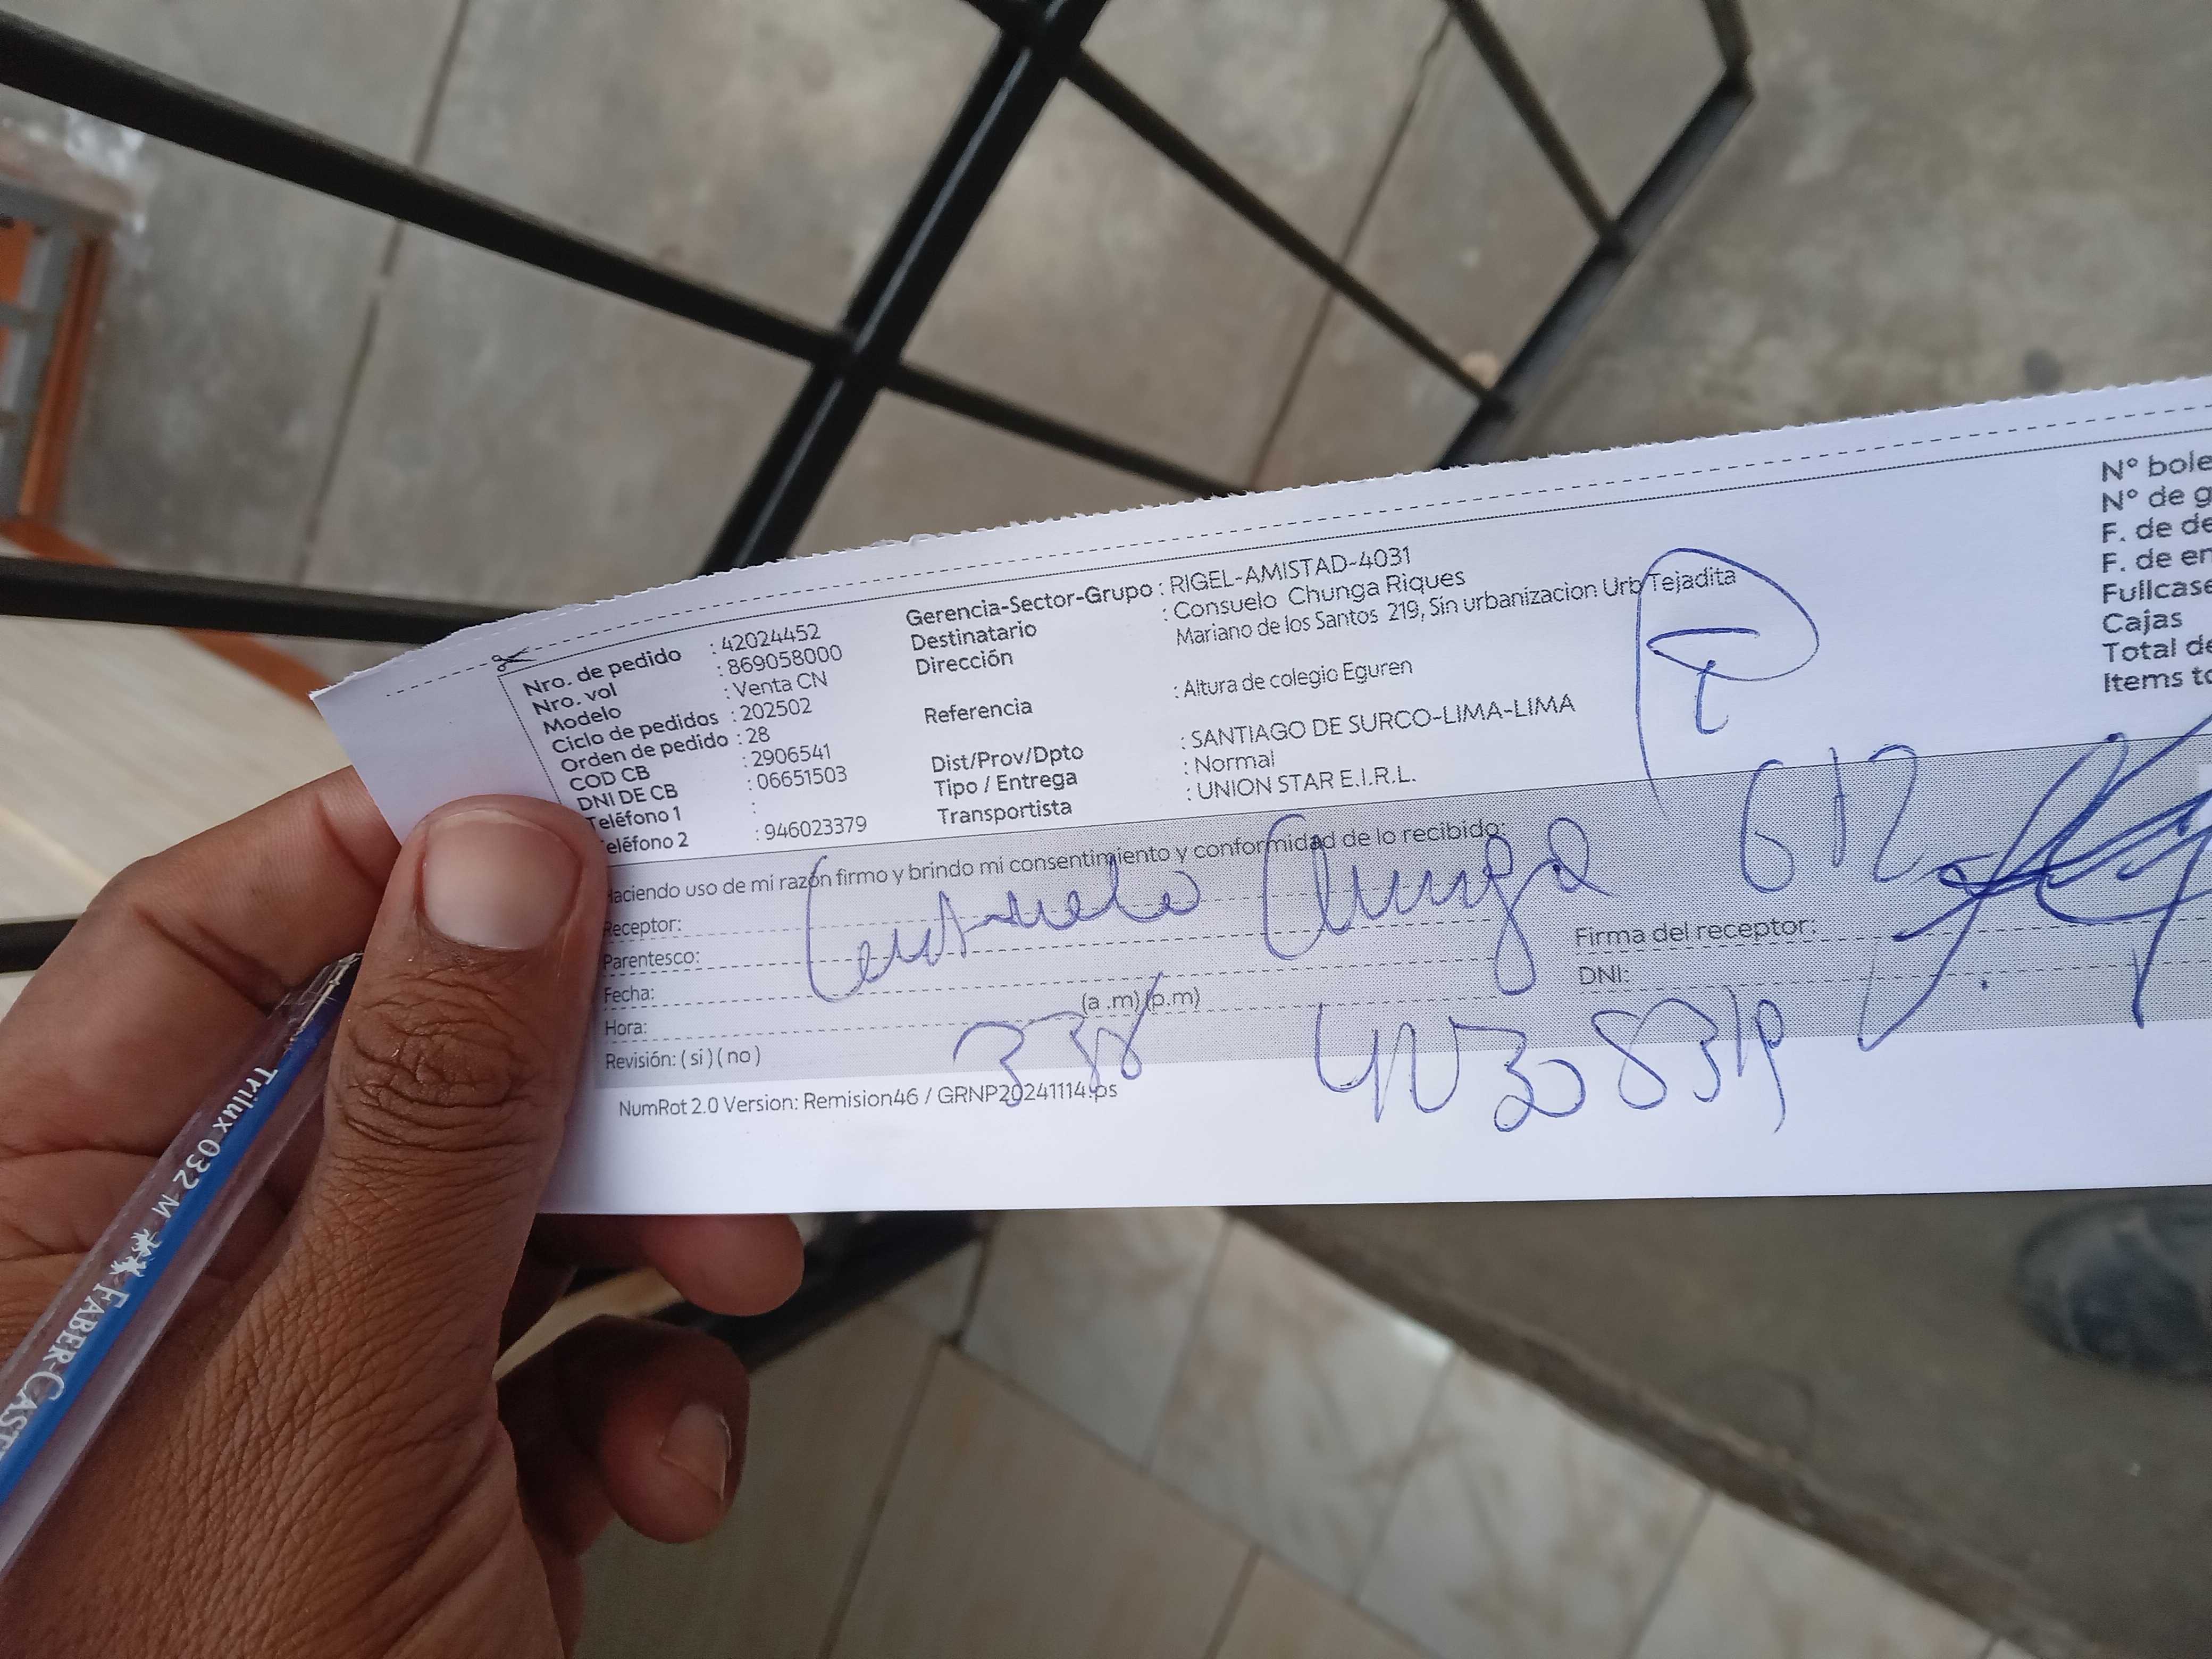 Nro. de pedido : 42024452
Nro. vol : 869058000
Modelo : Venta CN
Ciclo de pedidos : 202502
Orden de pedido : 28
COD CB : 2906541
DNI DE CB : 06651503
Teléfono 1 :
eléfono 2 : 946023379
Gerencia-Sector-Grupo : RIGEL-AMISTAD-4031
Destinatario : Consuelo Chunga Riques
Dirección Mariano de los Santos 219, Sin urbanizacion Urb Tejadita
Referencia : Altura de colegio Eguren
Dist/Prov/Dpto : SANTIAGO DE SURCO-LIMA-LIMA
Tipo / Entrega : Normal
Transportista : UNION STAR E.I.R.L.
N° bole
N° de g
F. de de
F. de en
Fullcase
Cajas
Total de
Items to
612
Haciendo uso de mi razón firmo y brindo mi consentimiento y conformidad de lo recibido:
Receptor: Consuelo Chunga
Parentesco:
Fecha:
Hora: (a .m) (p.m)
Revisión: ( si ) ( no )
Firma del receptor:
DNI:
NumRot 2.0 Version: Remision46 / GRNP20241114.ps
Trilux 032 M FABER-CAST